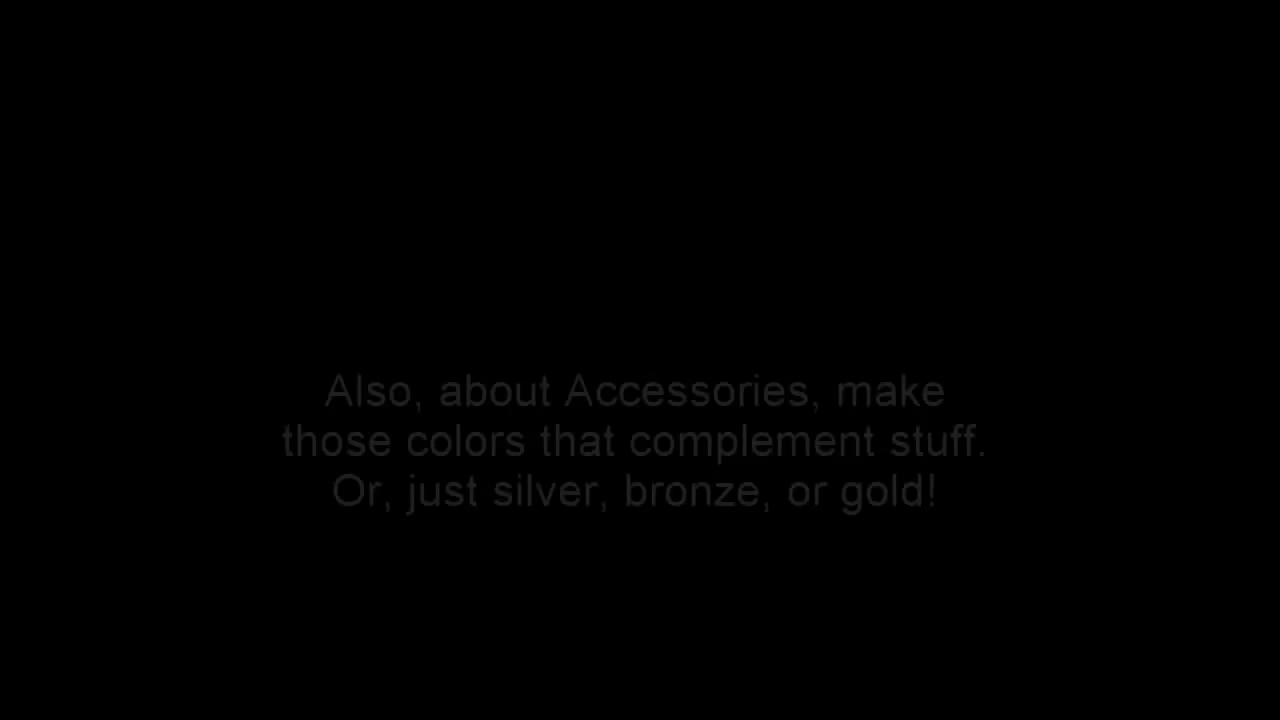 Also, about Accessories, make
those colors that complement stuff.
Or, just silver, bronze, or gold!